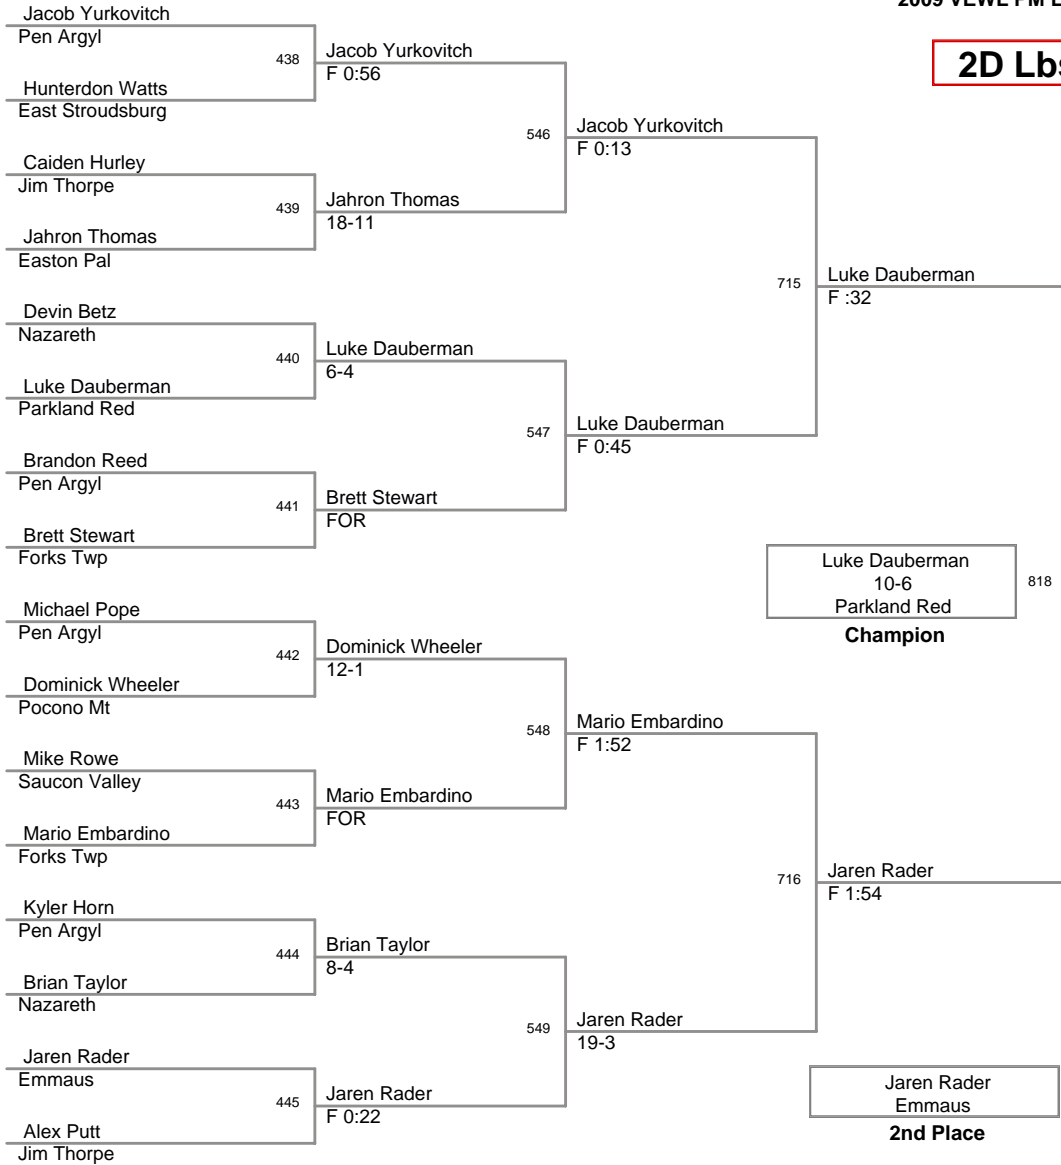 2009 VEWL PM
2D Lbs
Jacob Yurkovitch
Pen Argyl
438
Jacob Yurkovitch
F 0:56
Hunterdon Watts
East Stroudsburg
546
Jacob Yurkovitch
F 0:13
Caiden Hurley
Jim Thorpe
439
Jahron Thomas
18-11
Jahron Thomas
Easton Pal
715
Luke Dauberman
F :32
Devin Betz
Nazareth
440
Luke Dauberman
6-4
Luke Dauberman
Parkland Red
547
Luke Dauberman
F 0:45
Brandon Reed
Pen Argyl
441
Brett Stewart
FOR
Brett Stewart
Forks Twp
Luke Dauberman
10-6
Parkland Red
818
Champion
Michael Pope
Pen Argyl
442
Dominick Wheeler
12-1
Dominick Wheeler
Pocono Mt
548
Mario Embardino
F 1:52
Mike Rowe
Saucon Valley
443
Mario Embardino
FOR
Mario Embardino
Forks Twp
716
Jaren Rader
F 1:54
Kyler Horn
Pen Argyl
444
Brian Taylor
8-4
Brian Taylor
Nazareth
549
Jaren Rader
19-3
Jaren Rader
Emmaus
445
Jaren Rader
F 0:22
Alex Putt
Jim Thorpe
Jaren Rader
Emmaus
2nd Place